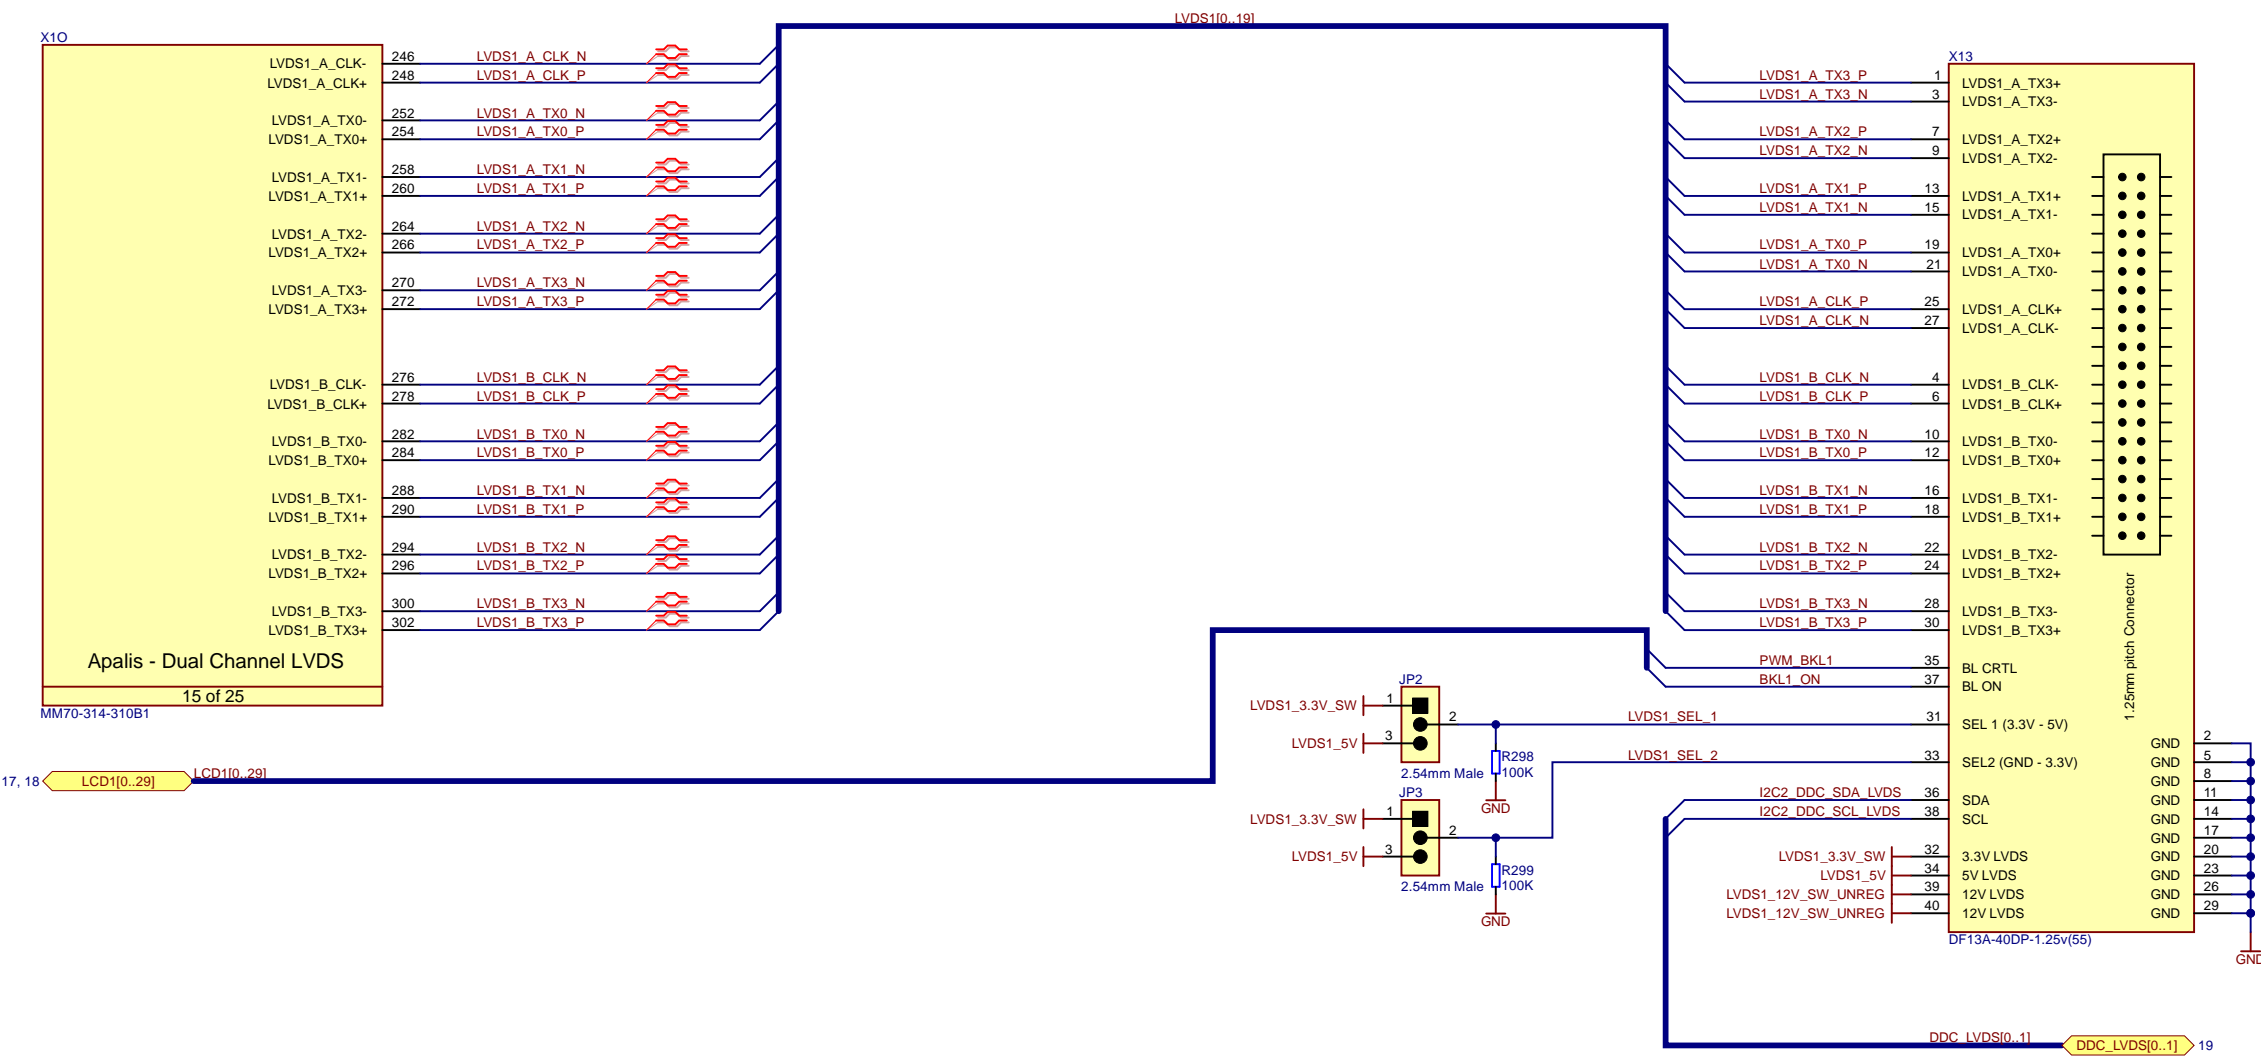 LVDS1[0..19]
X1O
LVDS1_A_CLK- 246 LVDS1_A_CLK_N
LVDS1_A_CLK+ 248 LVDS1_A_CLK_P
LVDS1_A_TX0- 252 LVDS1_A_TX0_N
LVDS1_A_TX0+ 254 LVDS1_A_TX0_P
LVDS1_A_TX1- 258 LVDS1_A_TX1_N
LVDS1_A_TX1+ 260 LVDS1_A_TX1_P
LVDS1_A_TX2- 264 LVDS1_A_TX2_N
LVDS1_A_TX2+ 266 LVDS1_A_TX2_P
LVDS1_A_TX3- 270 LVDS1_A_TX3_N
LVDS1_A_TX3+ 272 LVDS1_A_TX3_P
LVDS1_B_CLK- 276 LVDS1_B_CLK_N
LVDS1_B_CLK+ 278 LVDS1_B_CLK_P
LVDS1_B_TX0- 282 LVDS1_B_TX0_N
LVDS1_B_TX0+ 284 LVDS1_B_TX0_P
LVDS1_B_TX1- 288 LVDS1_B_TX1_N
LVDS1_B_TX1+ 290 LVDS1_B_TX1_P
LVDS1_B_TX2- 294 LVDS1_B_TX2_N
LVDS1_B_TX2+ 296 LVDS1_B_TX2_P
LVDS1_B_TX3- 300 LVDS1_B_TX3_N
LVDS1_B_TX3+ 302 LVDS1_B_TX3_P
Apalis - Dual Channel LVDS
15 of 25
MM70-314-310B1
17, 18 LCD1[0..29] LCD1[0..29]
JP2
LVDS1_3.3V_SW 1
2 LVDS1_SEL_1
LVDS1_5V 3
2.54mm Male
R298
100K
GND
JP3
LVDS1_3.3V_SW 1
2 LVDS1_SEL_2
LVDS1_5V 3
2.54mm Male
R299
100K
GND
X13
LVDS1_A_TX3_P 1 LVDS1_A_TX3+
LVDS1_A_TX3_N 3 LVDS1_A_TX3-
LVDS1_A_TX2_P 7 LVDS1_A_TX2+
LVDS1_A_TX2_N 9 LVDS1_A_TX2-
LVDS1_A_TX1_P 13 LVDS1_A_TX1+
LVDS1_A_TX1_N 15 LVDS1_A_TX1-
LVDS1_A_TX0_P 19 LVDS1_A_TX0+
LVDS1_A_TX0_N 21 LVDS1_A_TX0-
LVDS1_A_CLK_P 25 LVDS1_A_CLK+
LVDS1_A_CLK_N 27 LVDS1_A_CLK-
LVDS1_B_CLK_N 4 LVDS1_B_CLK-
LVDS1_B_CLK_P 6 LVDS1_B_CLK+
LVDS1_B_TX0_N 10 LVDS1_B_TX0-
LVDS1_B_TX0_P 12 LVDS1_B_TX0+
LVDS1_B_TX1_N 16 LVDS1_B_TX1-
LVDS1_B_TX1_P 18 LVDS1_B_TX1+
LVDS1_B_TX2_N 22 LVDS1_B_TX2-
LVDS1_B_TX2_P 24 LVDS1_B_TX2+
LVDS1_B_TX3_N 28 LVDS1_B_TX3-
LVDS1_B_TX3_P 30 LVDS1_B_TX3+
PWM_BKL1 35 BL CRTL
BKL1_ON 37 BL ON
31 SEL 1 (3.3V - 5V)
33 SEL2 (GND - 3.3V)
I2C2_DDC_SDA_LVDS 36 SDA
I2C2_DDC_SCL_LVDS 38 SCL
LVDS1_3.3V_SW 32 3.3V LVDS
LVDS1_5V 34 5V LVDS
LVDS1_12V_SW_UNREG 39 12V LVDS
LVDS1_12V_SW_UNREG 40 12V LVDS
1.25mm pitch Connector
GND 2
GND 5
GND 8
GND 11
GND 14
GND 17
GND 20
GND 23
GND 26
GND 29
DF13A-40DP-1.25v(55)
GND
DDC_LVDS[0..1] DDC_LVDS[0..1] 19